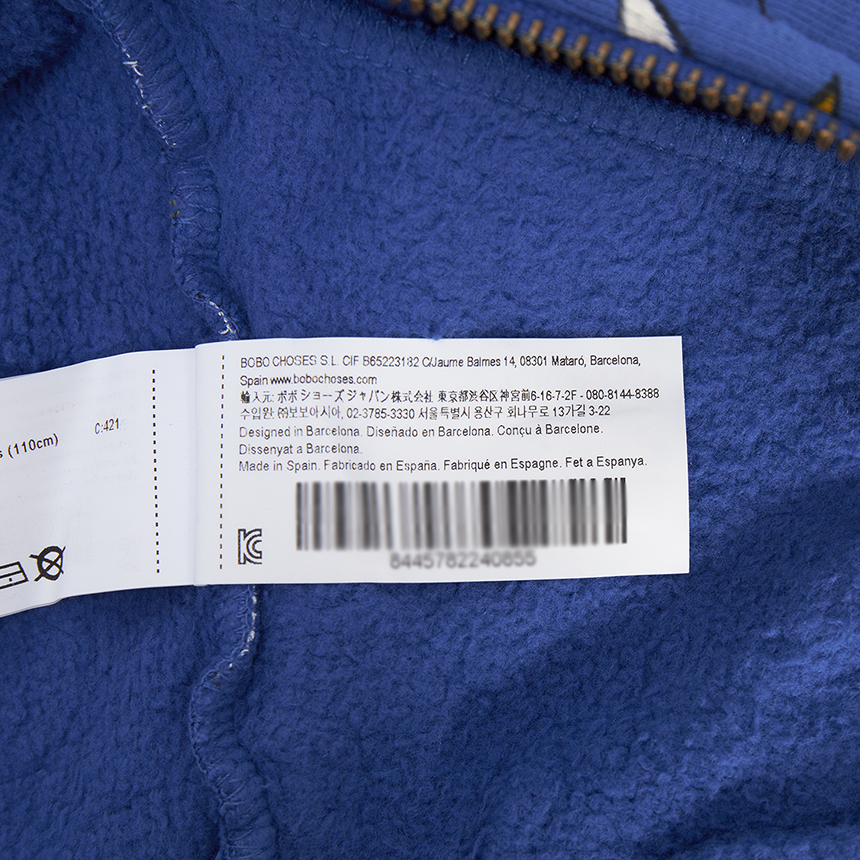 BOBO CHOSES S.L. CIF B65223182 C/Jaume Balmes 14, 08301 Mataró, Barcelona,
Spain www.bobochoses.com
輸入元: ボボショーズジャパン株式会社 東京都渋谷区神宮前6-16-7-2F - 080-8144-8388
수입원: ㈜보보아시아, 02-3785-3330 서울특별시 용산구 회나무로 13가길 3-22
Designed in Barcelona. Diseñado en Barcelona. Conçu à Barcelone.
Dissenyat a Barcelona.
Made in Spain. Fabricado en España. Fabriqué en Espagne. Fet a Espanya.
8445782240855
C:421
(110cm)